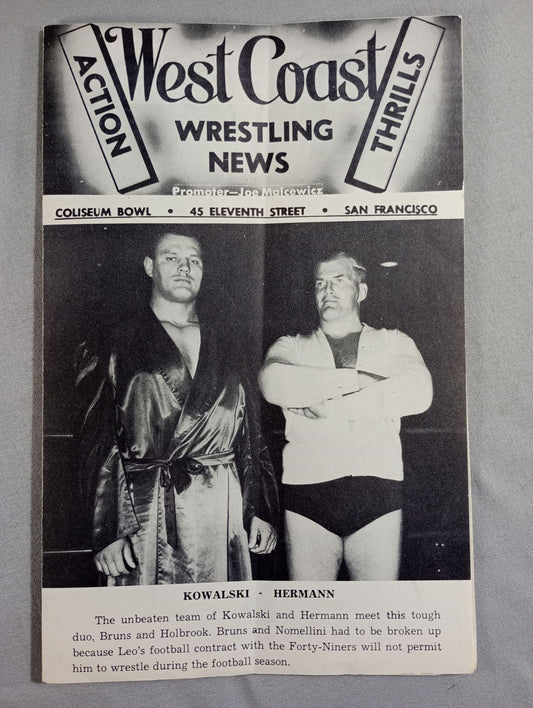 ACTION
West Coast
THRILLS
WRESTLING
NEWS
Promoter—Joe Malcewicz
COLISEUM BOWL • 45 ELEVENTH STREET • SAN FRANCISCO
KOWALSKI - HERMANN
The unbeaten team of Kowalski and Hermann meet this tough
duo, Bruns and Holbrook. Bruns and Nomellini had to be broken up
because Leo's football contract with the Forty-Niners will not permit
him to wrestle during the football season.